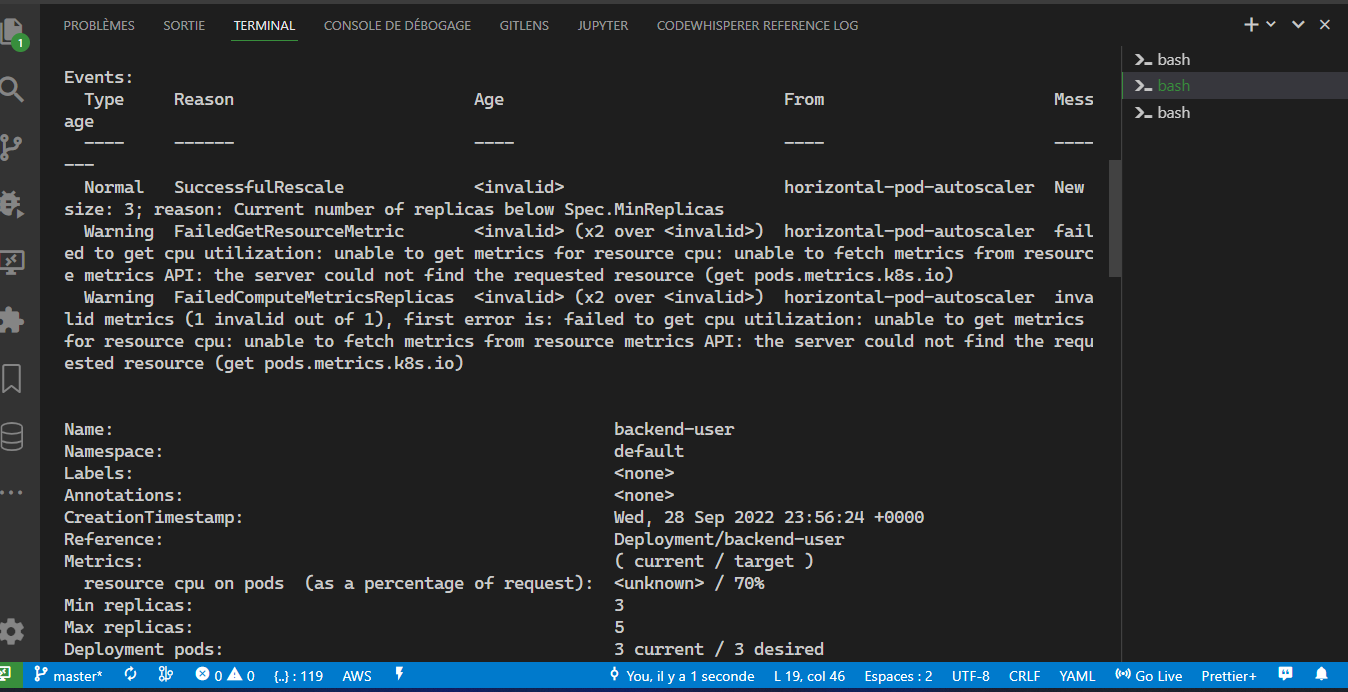 PROBLÈMES SORTIE TERMINAL CONSOLE DE DÉBOGAGE GITLENS JUPYTER CODEWHISPERER REFERENCE LOG
1
bash
bash
bash
Events:
  Type     Reason                        Age                            From                       Mess
age
  ----     ------                        ----                           ----                       ----
---
  Normal   SuccessfulRescale             <invalid>                      horizontal-pod-autoscaler  New
size: 3; reason: Current number of replicas below Spec.MinReplicas
  Warning  FailedGetResourceMetric       <invalid> (x2 over <invalid>)  horizontal-pod-autoscaler  fail
ed to get cpu utilization: unable to get metrics for resource cpu: unable to fetch metrics from resourc
e metrics API: the server could not find the requested resource (get pods.metrics.k8s.io)
  Warning  FailedComputeMetricsReplicas  <invalid> (x2 over <invalid>)  horizontal-pod-autoscaler  inva
lid metrics (1 invalid out of 1), first error is: failed to get cpu utilization: unable to get metrics
for resource cpu: unable to fetch metrics from resource metrics API: the server could not find the requ
ested resource (get pods.metrics.k8s.io)
Name:                                                  backend-user
Namespace:                                             default
Labels:                                                <none>
Annotations:                                           <none>
CreationTimestamp:                                     Wed, 28 Sep 2022 23:56:24 +0000
Reference:                                             Deployment/backend-user
Metrics:                                               ( current / target )
  resource cpu on pods  (as a percentage of request):  <unknown> / 70%
Min replicas:                                          3
Max replicas:                                          5
Deployment pods:                                       3 current / 3 desired
master* 0 0 {..} : 119 AWS You, il y a 1 seconde L 19, col 46 Espaces : 2 UTF-8 CRLF YAML Go Live Prettier+